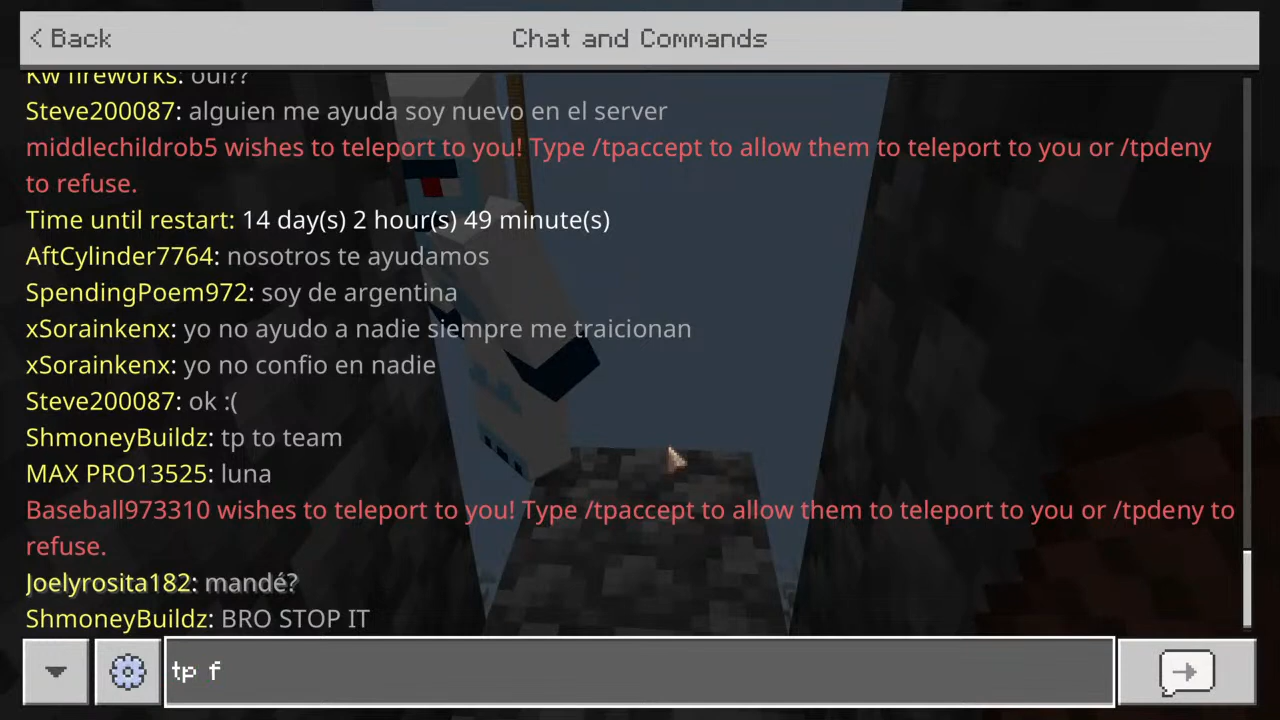 < Back
Chat and Commands
Kw fireworks: oui??
Steve200087: alguien me ayuda soy nuevo en el server
middlechildrob5 wishes to teleport to you! Type /tpaccept to allow them to teleport to you or /tpdeny
to refuse.
Time until restart: 14 day(s) 2 hour(s) 49 minute(s)
AftCylinder7764: nosotros te ayudamos
SpendingPoem972: soy de argentina
xSorainkenx: yo no ayudo a nadie siempre me traicionan
xSorainkenx: yo no confio en nadie
Steve200087: ok :(
ShmoneyBuildz: tp to team
MAX PRO13525: luna
Baseball973310 wishes to teleport to you! Type /tpaccept to allow them to teleport to you or /tpdeny to
refuse.
Joelyrosita182: mandé?
ShmoneyBuildz: BRO STOP IT
tp f